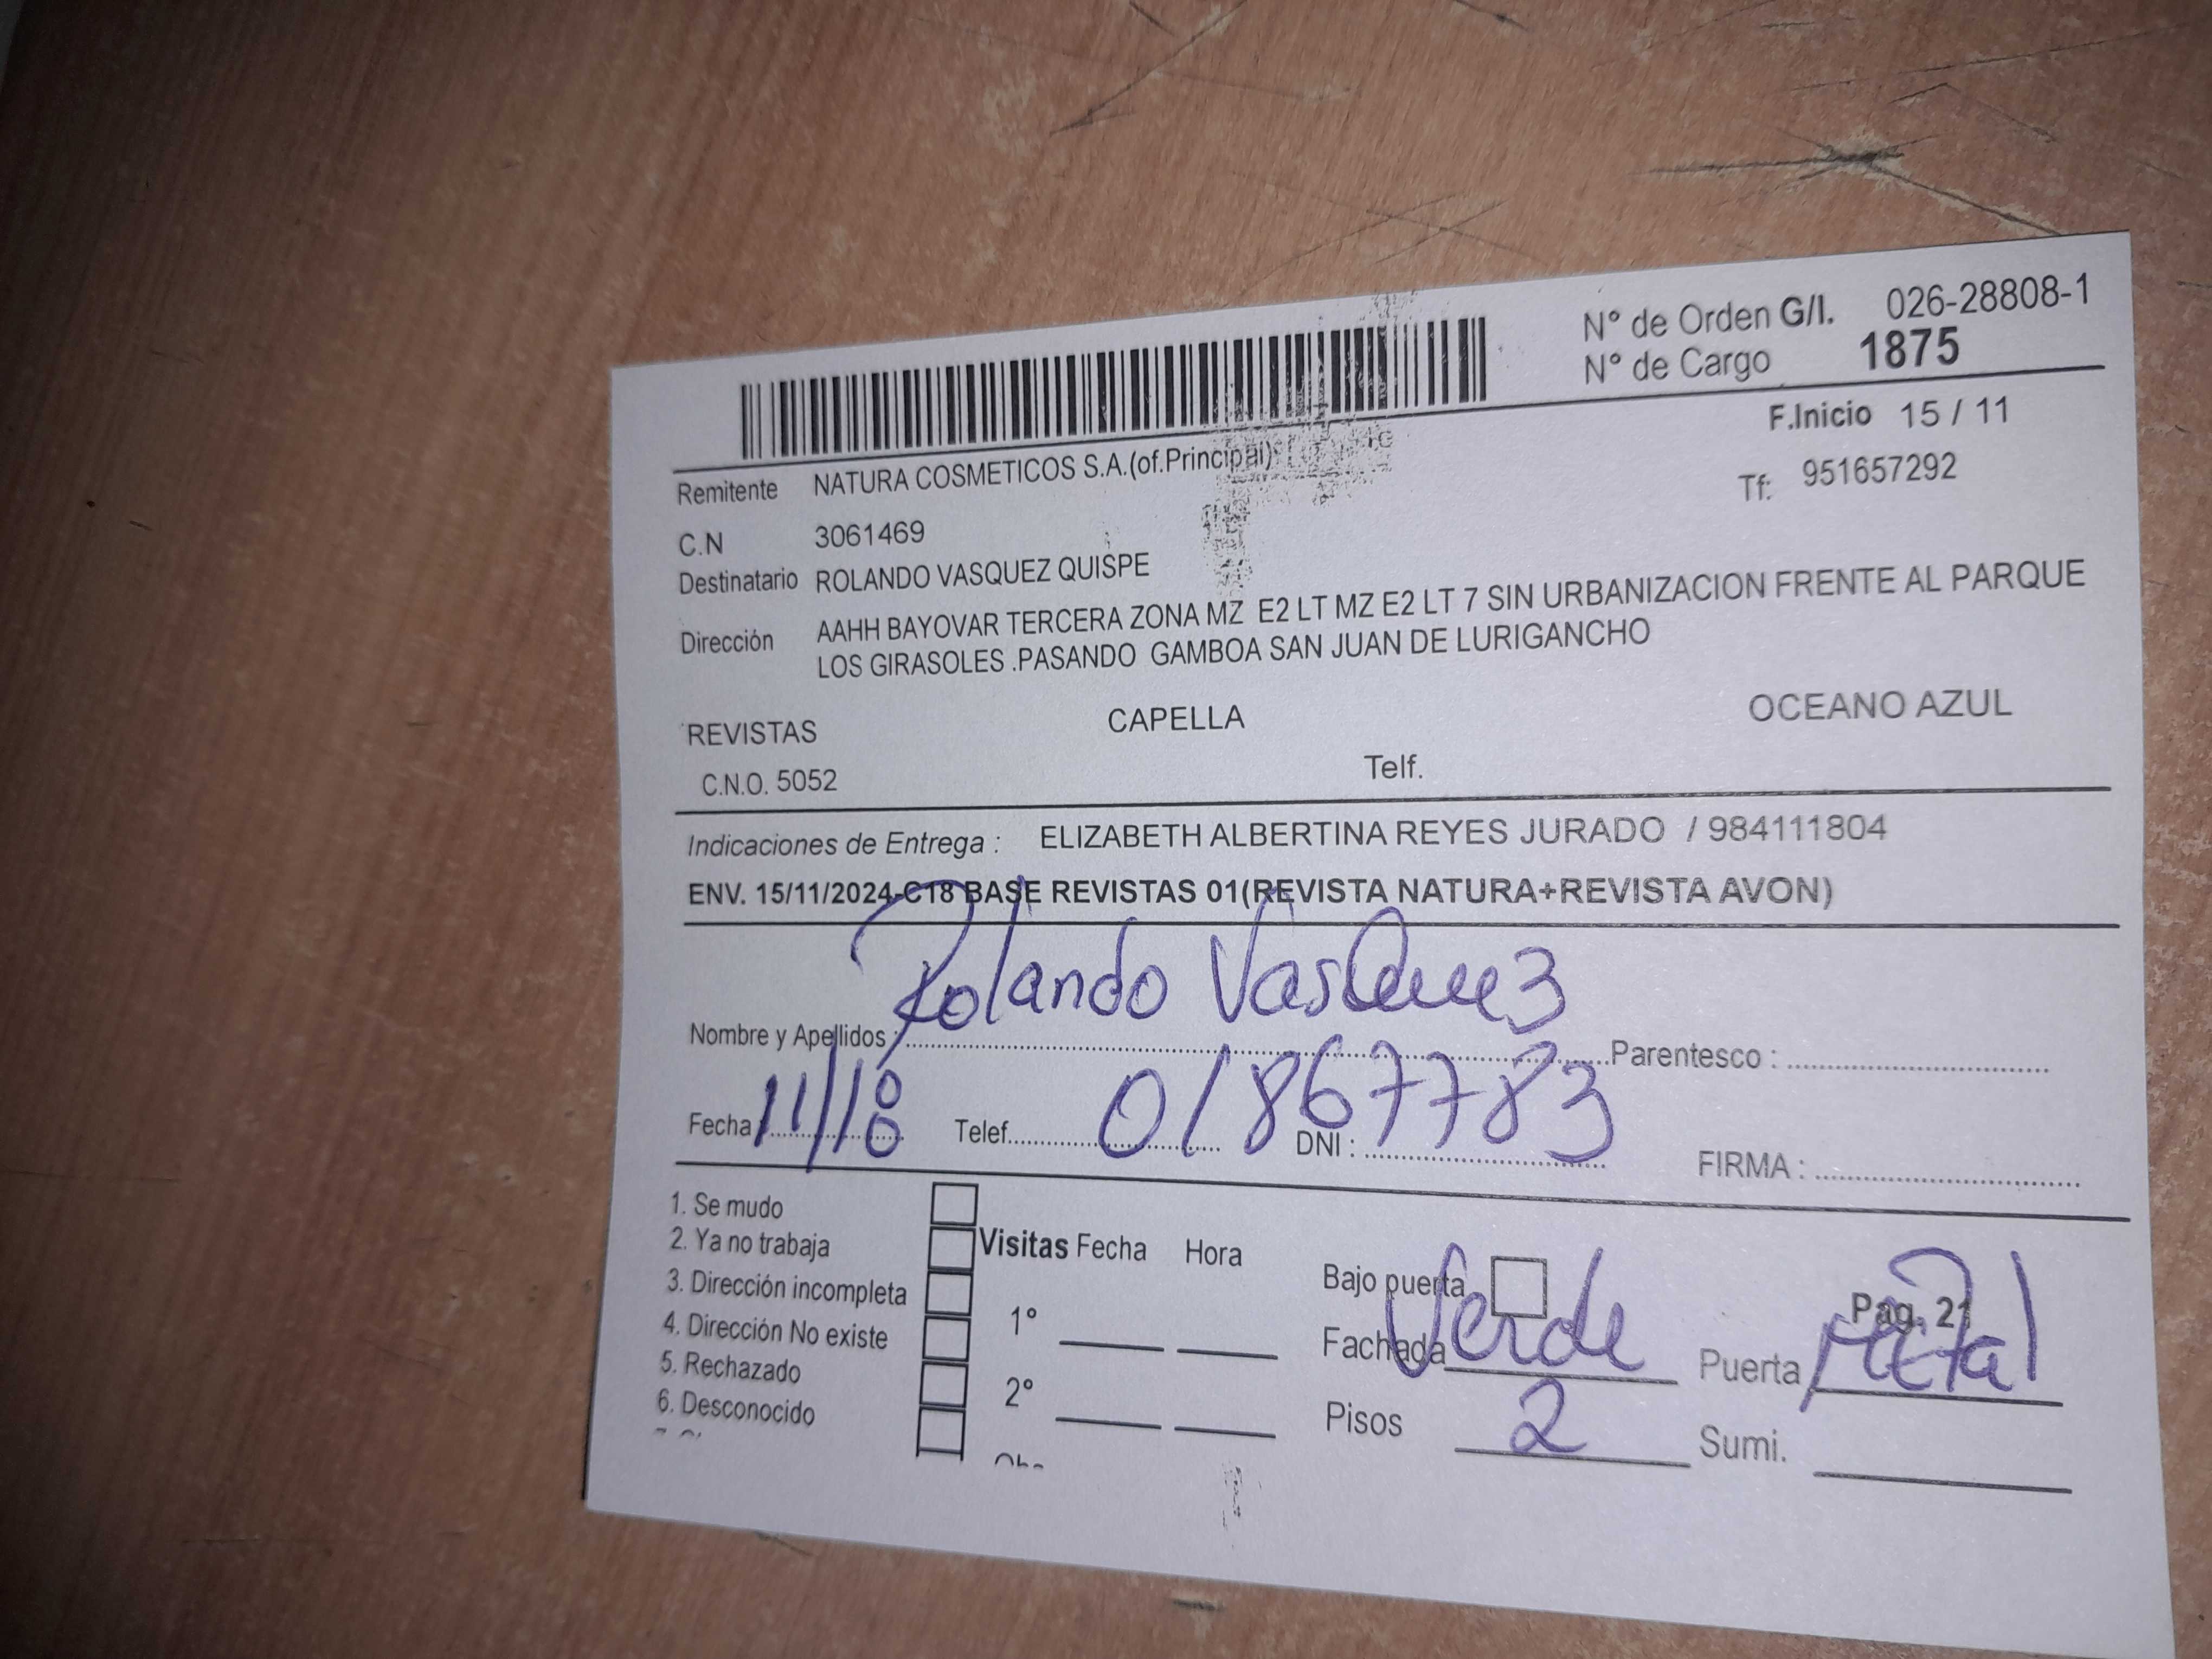 N° de Orden G/I. 026-28808-1
N° de Cargo 1875
F.Inicio 15 / 11
Remitente NATURA COSMETICOS S.A.(of.Principal)
Tf: 951657292
C.N 3061469
Destinatario ROLANDO VASQUEZ QUISPE
Dirección AAHH BAYOVAR TERCERA ZONA MZ E2 LT MZ E2 LT 7 SIN URBANIZACION FRENTE AL PARQUE
LOS GIRASOLES .PASANDO GAMBOA SAN JUAN DE LURIGANCHO
REVISTAS CAPELLA OCEANO AZUL
C.N.O. 5052 Telf.
Indicaciones de Entrega : ELIZABETH ALBERTINA REYES JURADO / 984111804
ENV. 15/11/2024-C18 BASE REVISTAS 01(REVISTA NATURA+REVISTA AVON)
Nombre y Apellidos : Rolando Vasquez Parentesco :
Fecha 11/18 Telef. DNI : 01867783 FIRMA :
1. Se mudo
2. Ya no trabaja
3. Dirección incompleta
4. Dirección No existe
5. Rechazado
6. Desconocido
Visitas Fecha Hora
1°
2°
Bajo puerta
Pag. 21
Fachada Verde Puerta Metal
Pisos 2 Sumi.